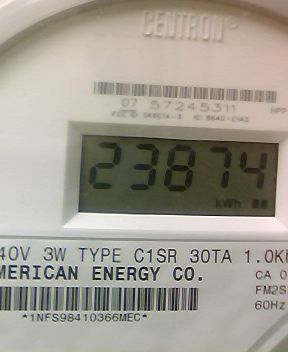 CENTRON®
07 57245311
23874
kWh
40V 3W TYPE C1SR 30TA 1.0K
MERICAN ENERGY CO.
CA 0
FM2S
60Hz
*1NFS98410366MEC*